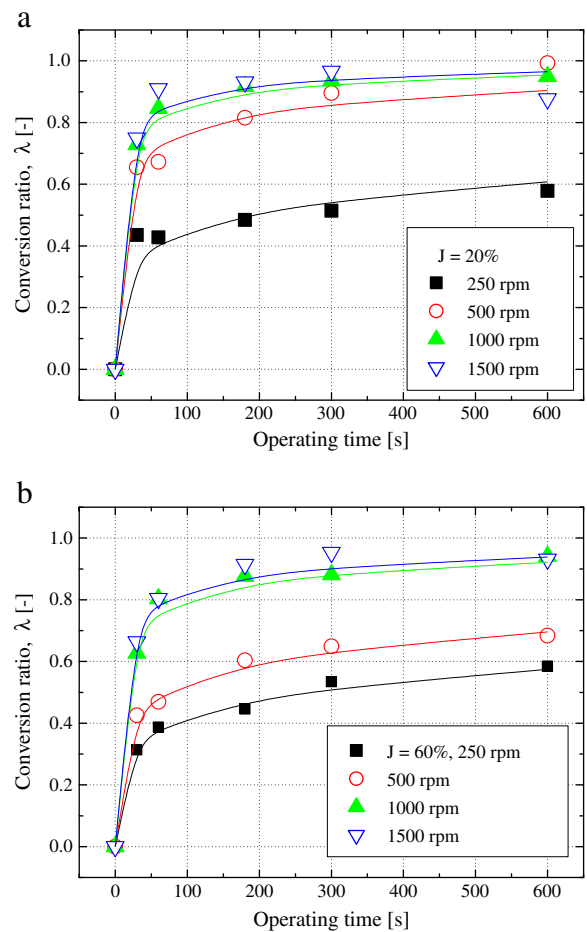 a
1.0
0.8
0.6
0.4
0.2
0.0
Conversion ratio, λ [-]
J = 20%
250 rpm
500 rpm
1000 rpm
1500 rpm
0 100 200 300 400 500 600
Operating time [s]
b
1.0
0.8
0.6
0.4
0.2
0.0
Conversion ratio, λ [-]
J = 60%, 250 rpm
500 rpm
1000 rpm
1500 rpm
0 100 200 300 400 500 600
Operating time [s]